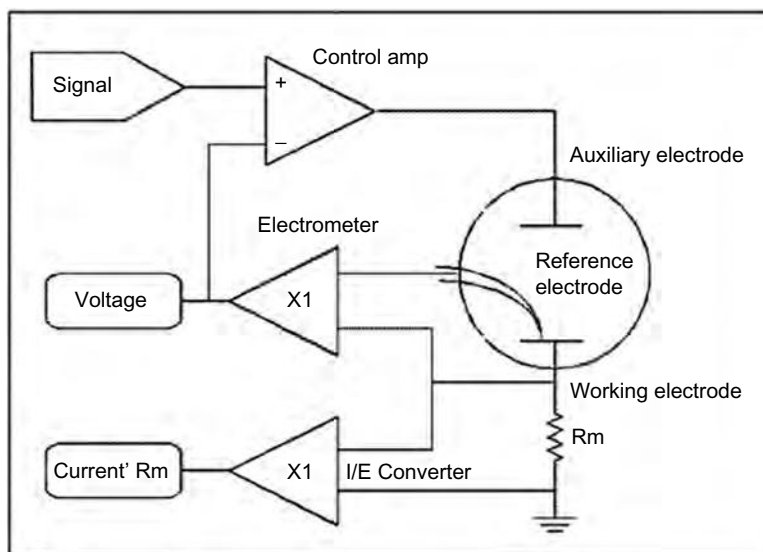 Control amp
Signal
+
–
Auxiliary electrode
Electrometer
Reference
electrode
Voltage
X1
Working electrode
Rm
Current' Rm
X1
I/E Converter